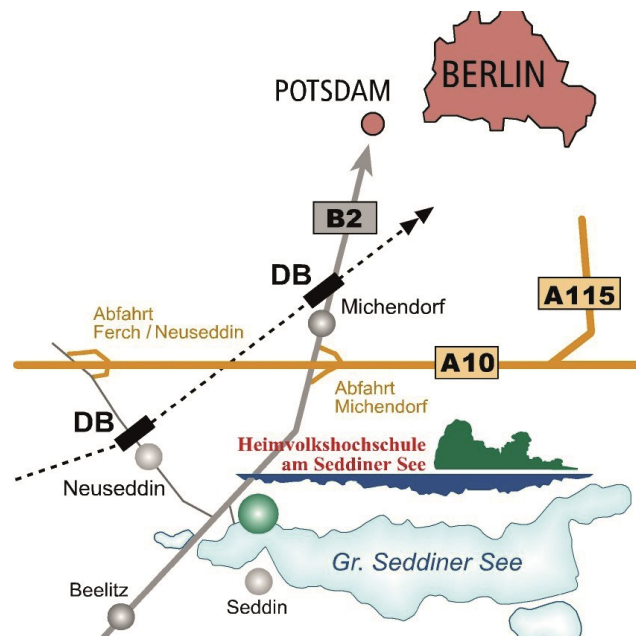 BERLIN
POTSDAM
B2
DB
Michendorf
A115
Abfahrt
Ferch / Neuseddin
A10
Abfahrt
Michendorf
DB
Neuseddin
Heimvolkshochschule
am Seddiner See
Gr. Seddiner See
Beelitz
Seddin